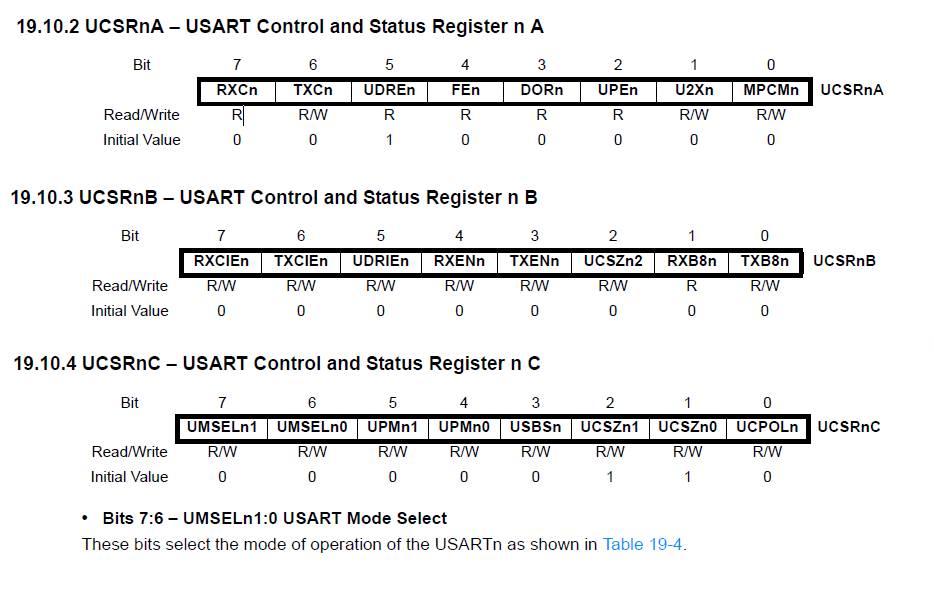 19.10.2 UCSRnA – USART Control and Status Register n A
Bit 7 6 5 4 3 2 1 0
RXCn TXCn UDREn FEn DORn UPEn U2Xn MPCMn UCSRnA
Read/Write R R/W R R R R R/W R/W
Initial Value 0 0 1 0 0 0 0 0
19.10.3 UCSRnB – USART Control and Status Register n B
Bit 7 6 5 4 3 2 1 0
RXCIEn TXCIEn UDRIEn RXENn TXENn UCSZn2 RXB8n TXB8n UCSRnB
Read/Write R/W R/W R/W R/W R/W R/W R R/W
Initial Value 0 0 0 0 0 0 0 0
19.10.4 UCSRnC – USART Control and Status Register n C
Bit 7 6 5 4 3 2 1 0
UMSELn1 UMSELn0 UPMn1 UPMn0 USBSn UCSZn1 UCSZn0 UCPOLn UCSRnC
Read/Write R/W R/W R/W R/W R/W R/W R/W R/W
Initial Value 0 0 0 0 0 1 1 0
• Bits 7:6 – UMSELn1:0 USART Mode Select
These bits select the mode of operation of the USARTn as shown in Table 19-4.